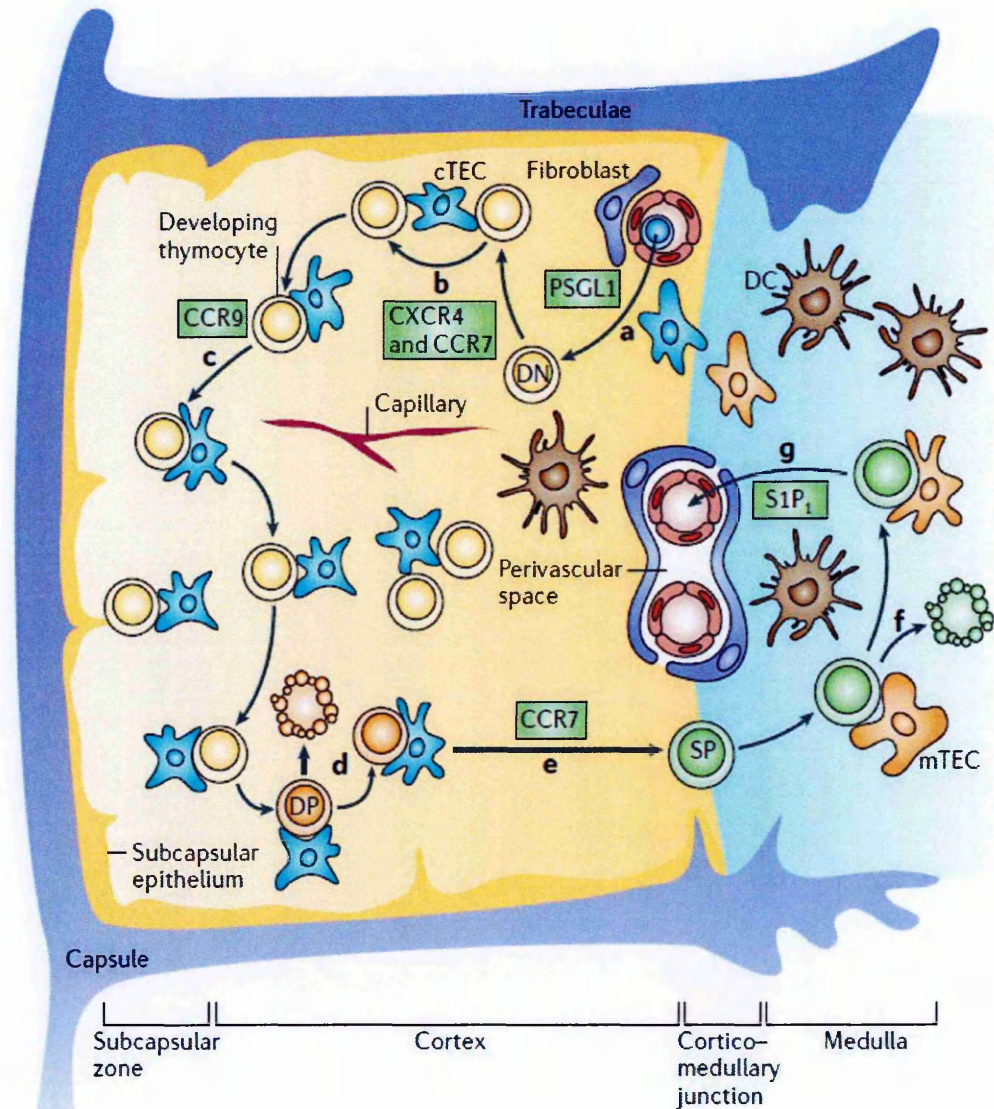 Trabeculae
cTEC
Fibroblast
Developing
thymocyte
DC
PSGL1
b
CCR9
CXCR4
and CCR7
a
c
DN
Capillary
g
S1P₁
Perivascular
space
f
CCR7
d
e
SP
mTEC
DP
Subcapsular
epithelium
Capsule
Subcapsular
zone
Cortex
Cortico–
medullary
junction
Medulla